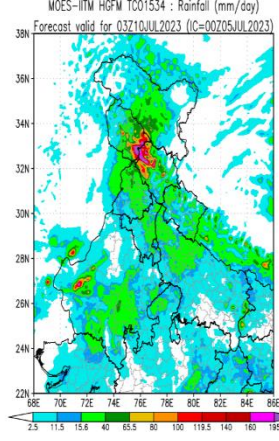 MOES-IITM HGFM TCO1534 : Rainfall (mm/day)
Forecast valid for 03Z10JUL2023 (IC=00Z05JUL2023)
38N
36N
34N
32N
30N
28N
26N
24N
22N
68E 70E 72E 74E 76E 78E 80E 82E 84E 86E
2.5 11.5 15.6 40 65.5 80 100 119.5 140 160 195